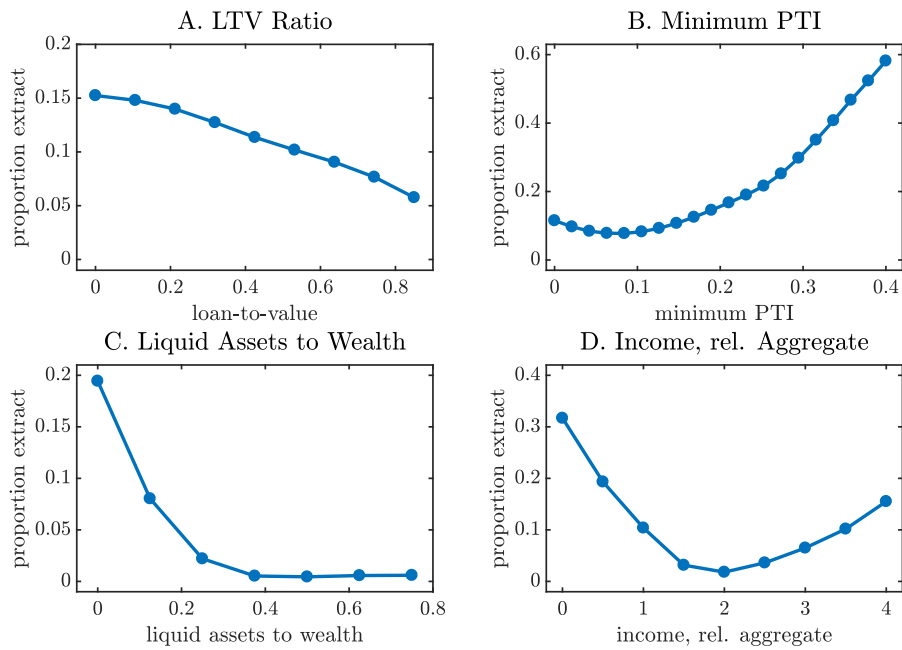 A. LTV Ratio
0.2
0.15
0.1
0.05
0
proportion extract
0 0.2 0.4 0.6 0.8
loan-to-value
B. Minimum PTI
0.6
0.4
0.2
0
proportion extract
0 0.1 0.2 0.3 0.4
minimum PTI
C. Liquid Assets to Wealth
0.2
0.15
0.1
0.05
0
proportion extract
0 0.2 0.4 0.6 0.8
liquid assets to wealth
D. Income, rel. Aggregate
0.4
0.3
0.2
0.1
0
proportion extract
0 1 2 3 4
income, rel. aggregate